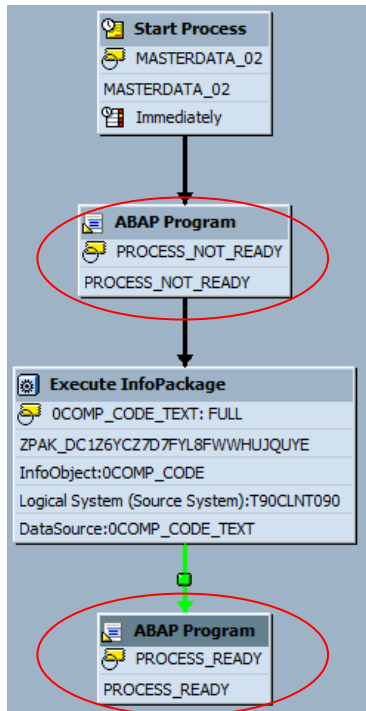 Start Process
MASTERDATA_02
MASTERDATA_02
Immediately
ABAP Program
PROCESS_NOT_READY
PROCESS_NOT_READY
Execute InfoPackage
0COMP_CODE_TEXT: FULL
ZPAK_DC1Z6YCZ7D7FYL8FWWHUJQUYE
InfoObject:0COMP_CODE
Logical System (Source System):T90CLNT090
DataSource:0COMP_CODE_TEXT
ABAP Program
PROCESS_READY
PROCESS_READY